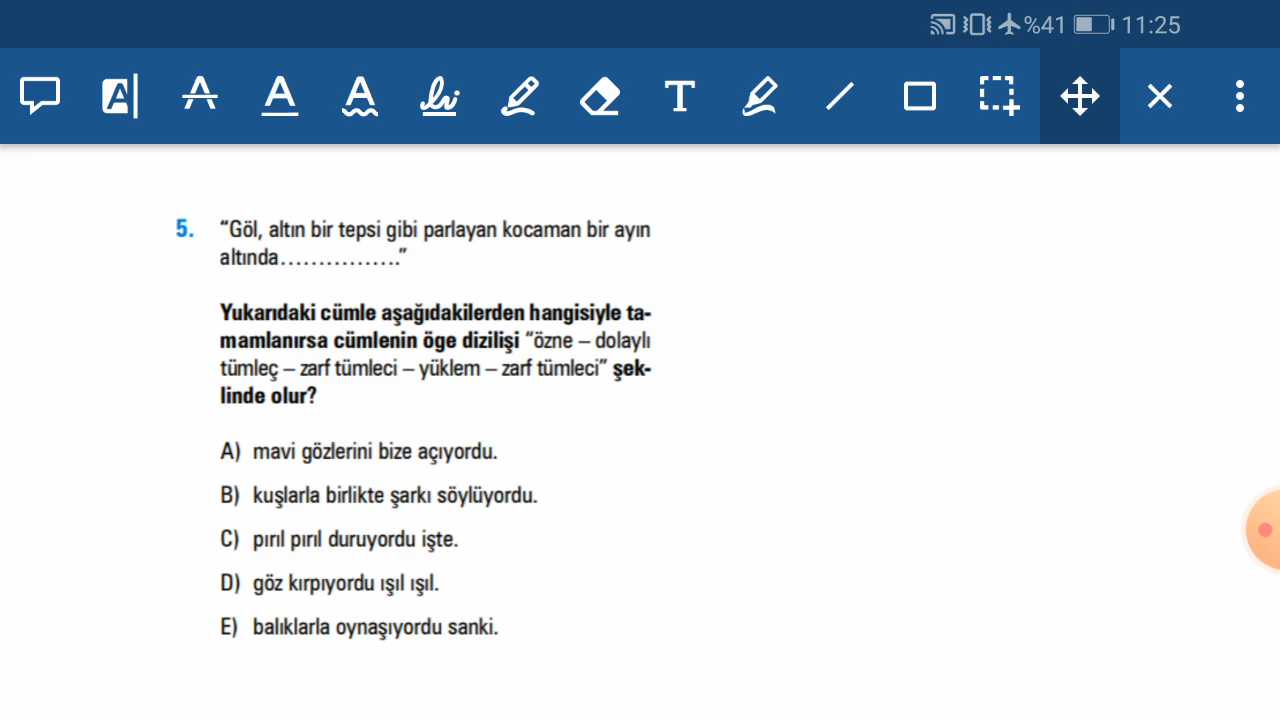 %41 11:25
5. “Göl, altın bir tepsi gibi parlayan kocaman bir ayın
altında……………..”
Yukarıdaki cümle aşağıdakilerden hangisiyle ta-
mamlanırsa cümlenin öge dizilişi “özne – dolaylı
tümleç – zarf tümleci – yüklem – zarf tümleci” şek-
linde olur?
A) mavi gözlerini bize açıyordu.
B) kuşlarla birlikte şarkı söylüyordu.
C) pırıl pırıl duruyordu işte.
D) göz kırpıyordu ışıl ışıl.
E) balıklarla oynaşıyordu sanki.